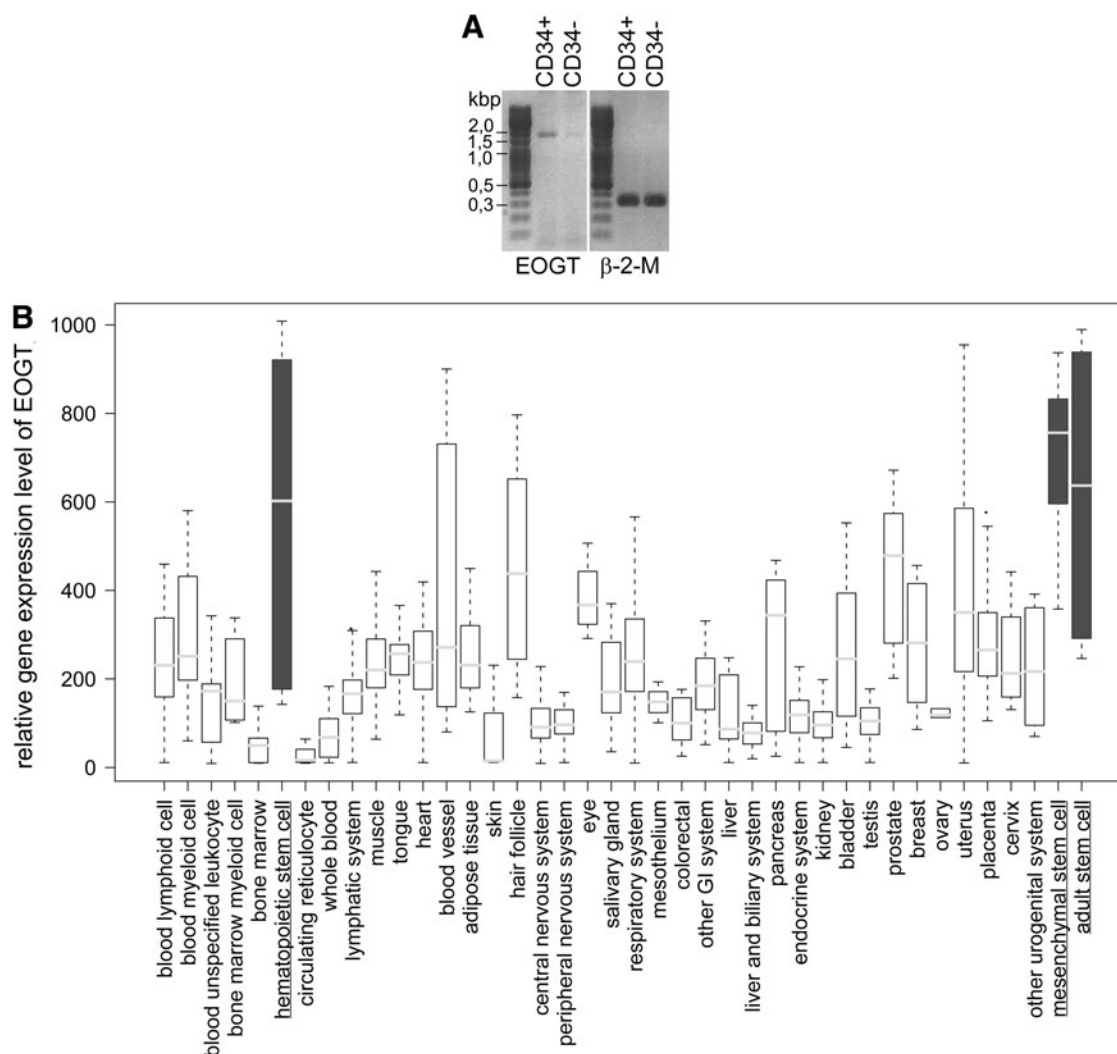 A
CD34+
CD34-
CD34+
CD34-
kbp
2,0
1,5
1,0
0,5
0,3
EOGT
β-2-M
B
relative gene expression level of EOGT
1000
800
600
400
200
0
blood lymphoid cell
blood myeloid cell
blood unspecified leukocyte
bone marrow myeloid cell
bone marrow
hematopoietic stem cell
circulating reticulocyte
whole blood
lymphatic system
muscle
tongue
heart
blood vessel
adipose tissue
skin
hair follicle
central nervous system
peripheral nervous system
eye
salivary gland
respiratory system
mesothelium
colorectal
other GI system
liver
liver and biliary system
pancreas
endocrine system
kidney
bladder
testis
prostate
breast
ovary
uterus
placenta
cervix
other urogenital system
mesenchymal stem cell
adult stem cell